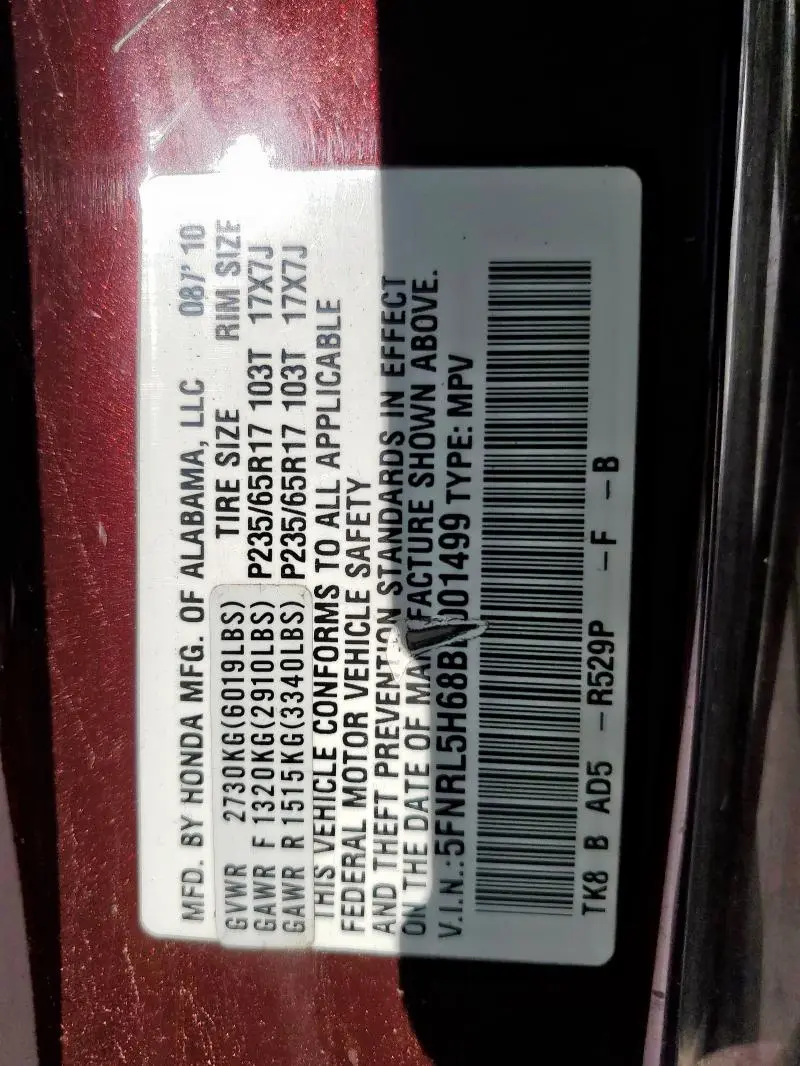 MFD. BY HONDA MFG. OF ALABAMA, LLC 08/'10
TIRE SIZE RIM SIZE
GVWR 2730KG(6019LBS)
GAWR F 1320KG(2910LBS) P235/65R17 103T 17X7J
GAWR R 1515KG(3340LBS) P235/65R17 103T 17X7J
THIS VEHICLE CONFORMS TO ALL APPLICABLE
FEDERAL MOTOR VEHICLE SAFETY
AND THEFT PREVENTION STANDARDS IN EFFECT
ON THE DATE OF MANUFACTURE SHOWN ABOVE.
V.I.N.: TYPE: MPV
TK8 B AD5 -R529P -F -B